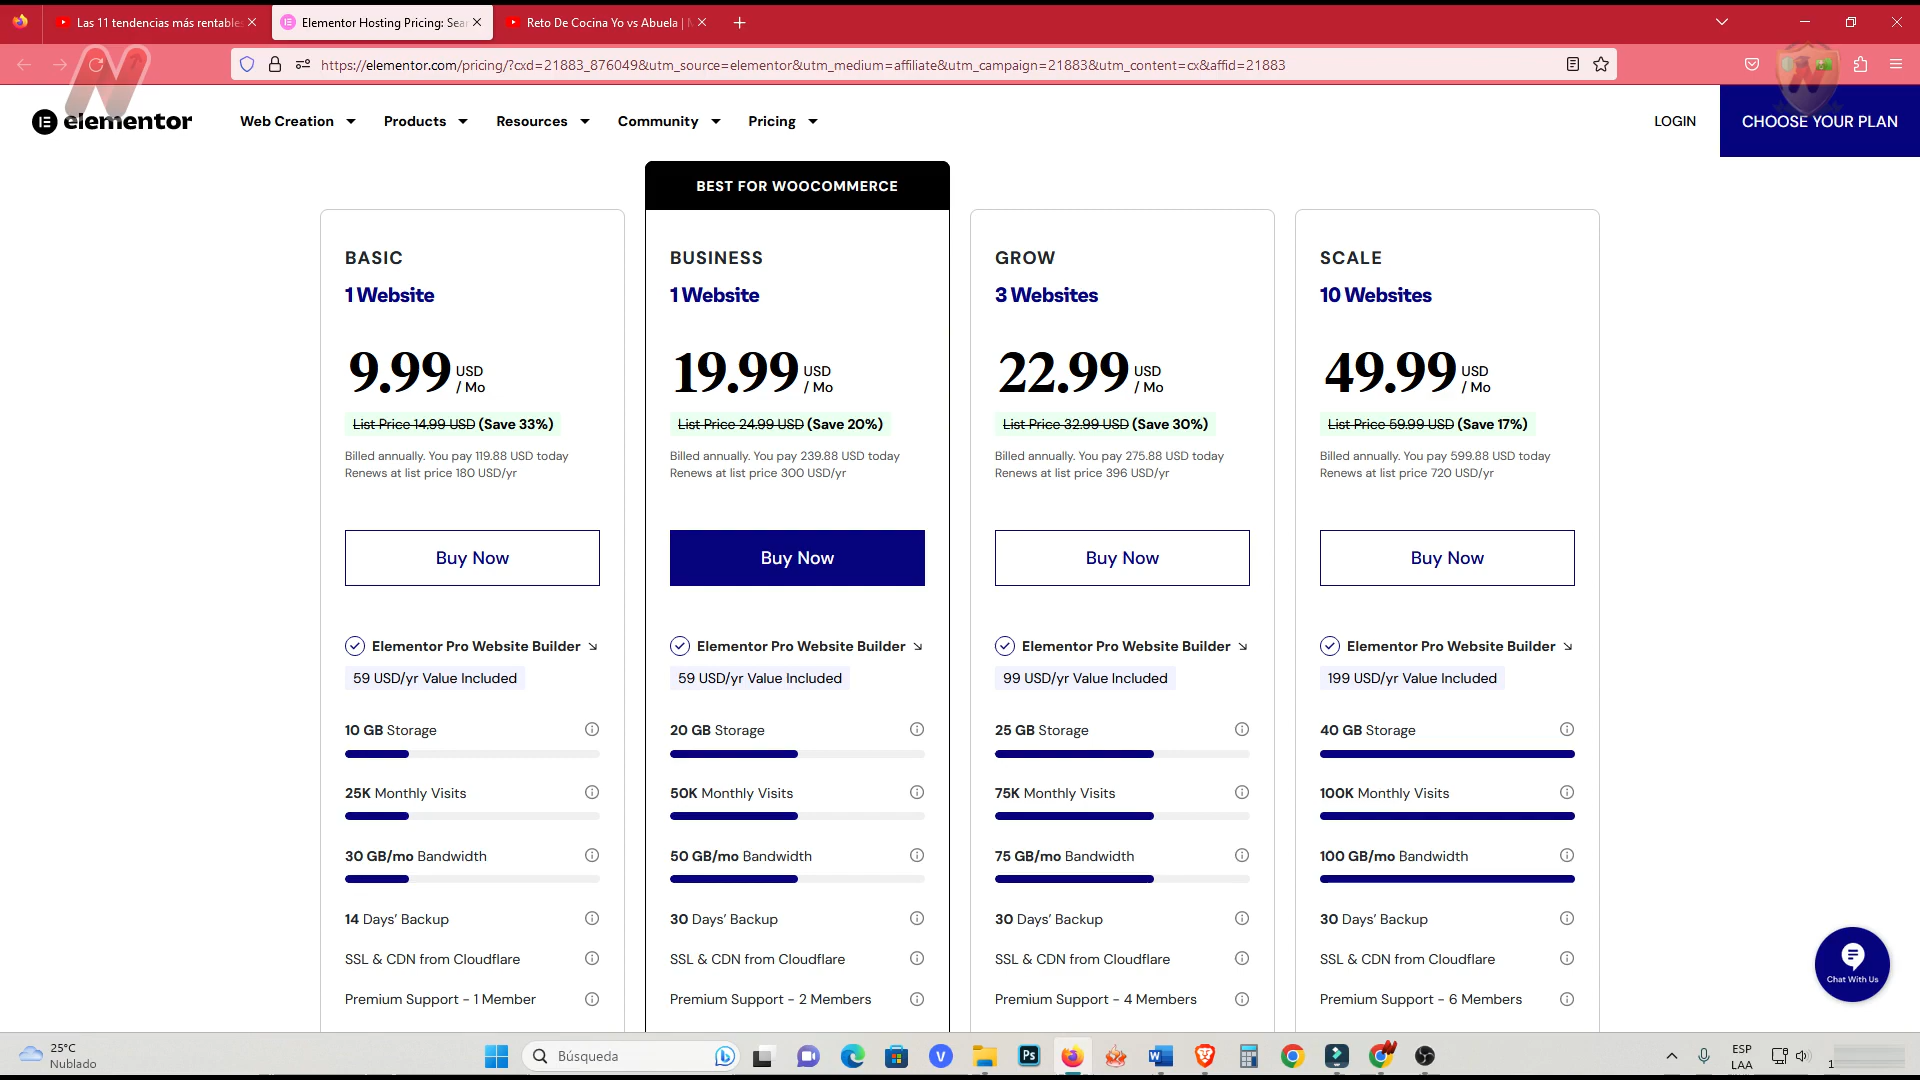 Las 11 tendencias más rentables
Elementor Hosting Pricing: Sear
Reto De Cocina Yo vs Abuela |
https://elementor.com/pricing/?cxd=21883_876049&utm_source=elementor&utm_medium=affiliate&utm_campaign=21883&utm_content=cx&affid=21883
elementor
Web Creation
Products
Resources
Community
Pricing
LOGIN
CHOOSE YOUR PLAN
BEST FOR WOOCOMMERCE
BASIC
1 Website
9.99 USD / Mo
List Price 14.99 USD (Save 33%)
Billed annually. You pay 119.88 USD today
Renews at list price 180 USD/yr
Buy Now
Elementor Pro Website Builder
59 USD/yr Value Included
10 GB Storage
25K Monthly Visits
30 GB/mo Bandwidth
14 Days’ Backup
SSL & CDN from Cloudflare
Premium Support - 1 Member
BUSINESS
1 Website
19.99 USD / Mo
List Price 24.99 USD (Save 20%)
Billed annually. You pay 239.88 USD today
Renews at list price 300 USD/yr
Buy Now
Elementor Pro Website Builder
59 USD/yr Value Included
20 GB Storage
50K Monthly Visits
50 GB/mo Bandwidth
30 Days’ Backup
SSL & CDN from Cloudflare
Premium Support - 2 Members
GROW
3 Websites
22.99 USD / Mo
List Price 32.99 USD (Save 30%)
Billed annually. You pay 275.88 USD today
Renews at list price 396 USD/yr
Buy Now
Elementor Pro Website Builder
99 USD/yr Value Included
25 GB Storage
75K Monthly Visits
75 GB/mo Bandwidth
30 Days’ Backup
SSL & CDN from Cloudflare
Premium Support - 4 Members
SCALE
10 Websites
49.99 USD / Mo
List Price 59.99 USD (Save 17%)
Billed annually. You pay 599.88 USD today
Renews at list price 720 USD/yr
Buy Now
Elementor Pro Website Builder
199 USD/yr Value Included
40 GB Storage
100K Monthly Visits
100 GB/mo Bandwidth
30 Days’ Backup
SSL & CDN from Cloudflare
Premium Support - 6 Members
Chat With Us
25°C
Nublado
Búsqueda
Ps
ESP
LAA
1